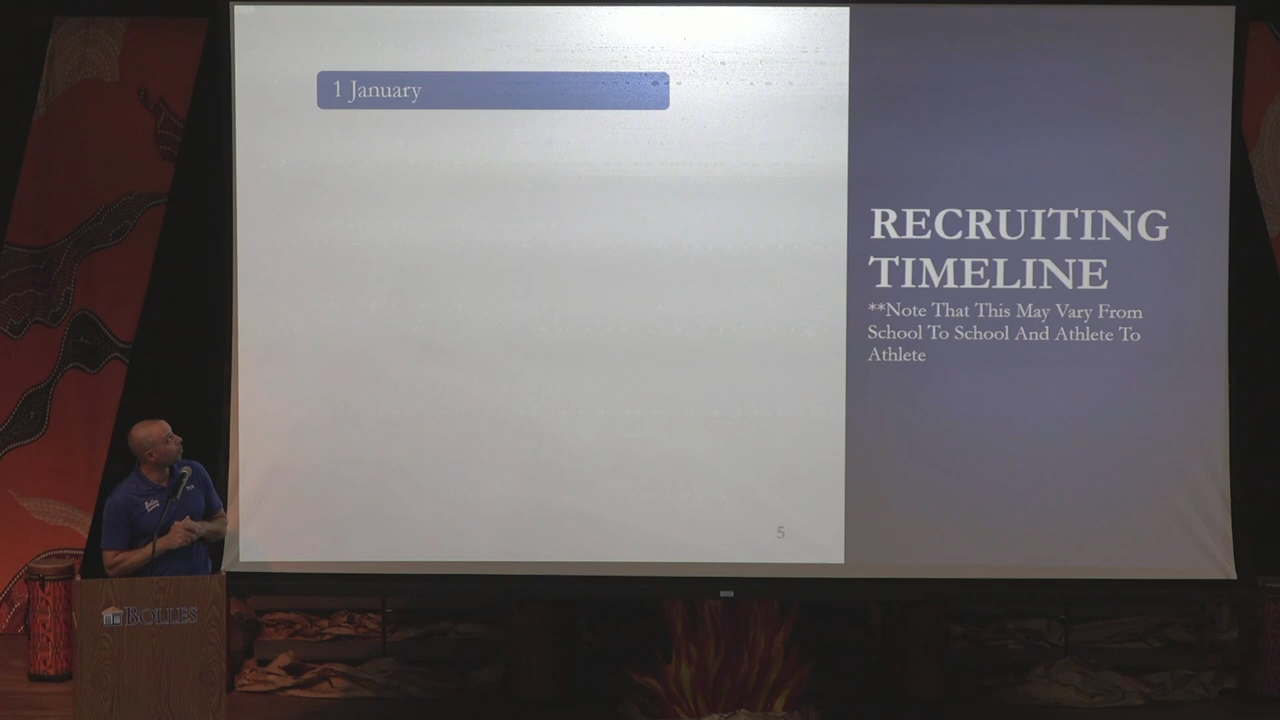 1 January
RECRUITING
TIMELINE
**Note That This May Vary From
School To School And Athlete To
Athlete
5
BOLLES